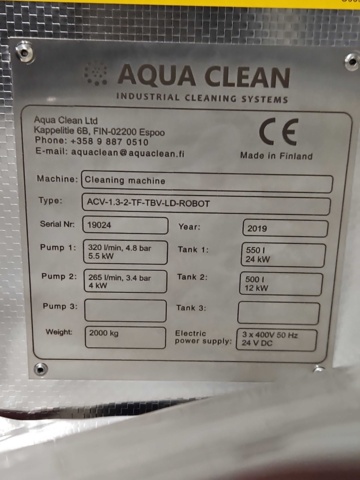 AQUA CLEAN
INDUSTRIAL CLEANING SYSTEMS
Aqua Clean Ltd
Kappelitie 6B, FIN-02200 Espoo
Phone: +358 9 887 0510
E-mail: aquaclean@aquaclean.fi
CE
Made in Finland
Machine: Cleaning machine
Type: ACV-1.3-2-TF-TBV-LD-ROBOT
Serial Nr: 19024 Year: 2019
Pump 1: 320 l/min, 4.8 bar Tank 1: 550 l
5.5 kW 24 kW
Pump 2: 265 l/min, 3.4 bar Tank 2: 500 l
4 kW 12 kW
Pump 3: Tank 3:
Weight: 2000 kg Electric 3 x 400V 50 Hz
power supply: 24 V DC